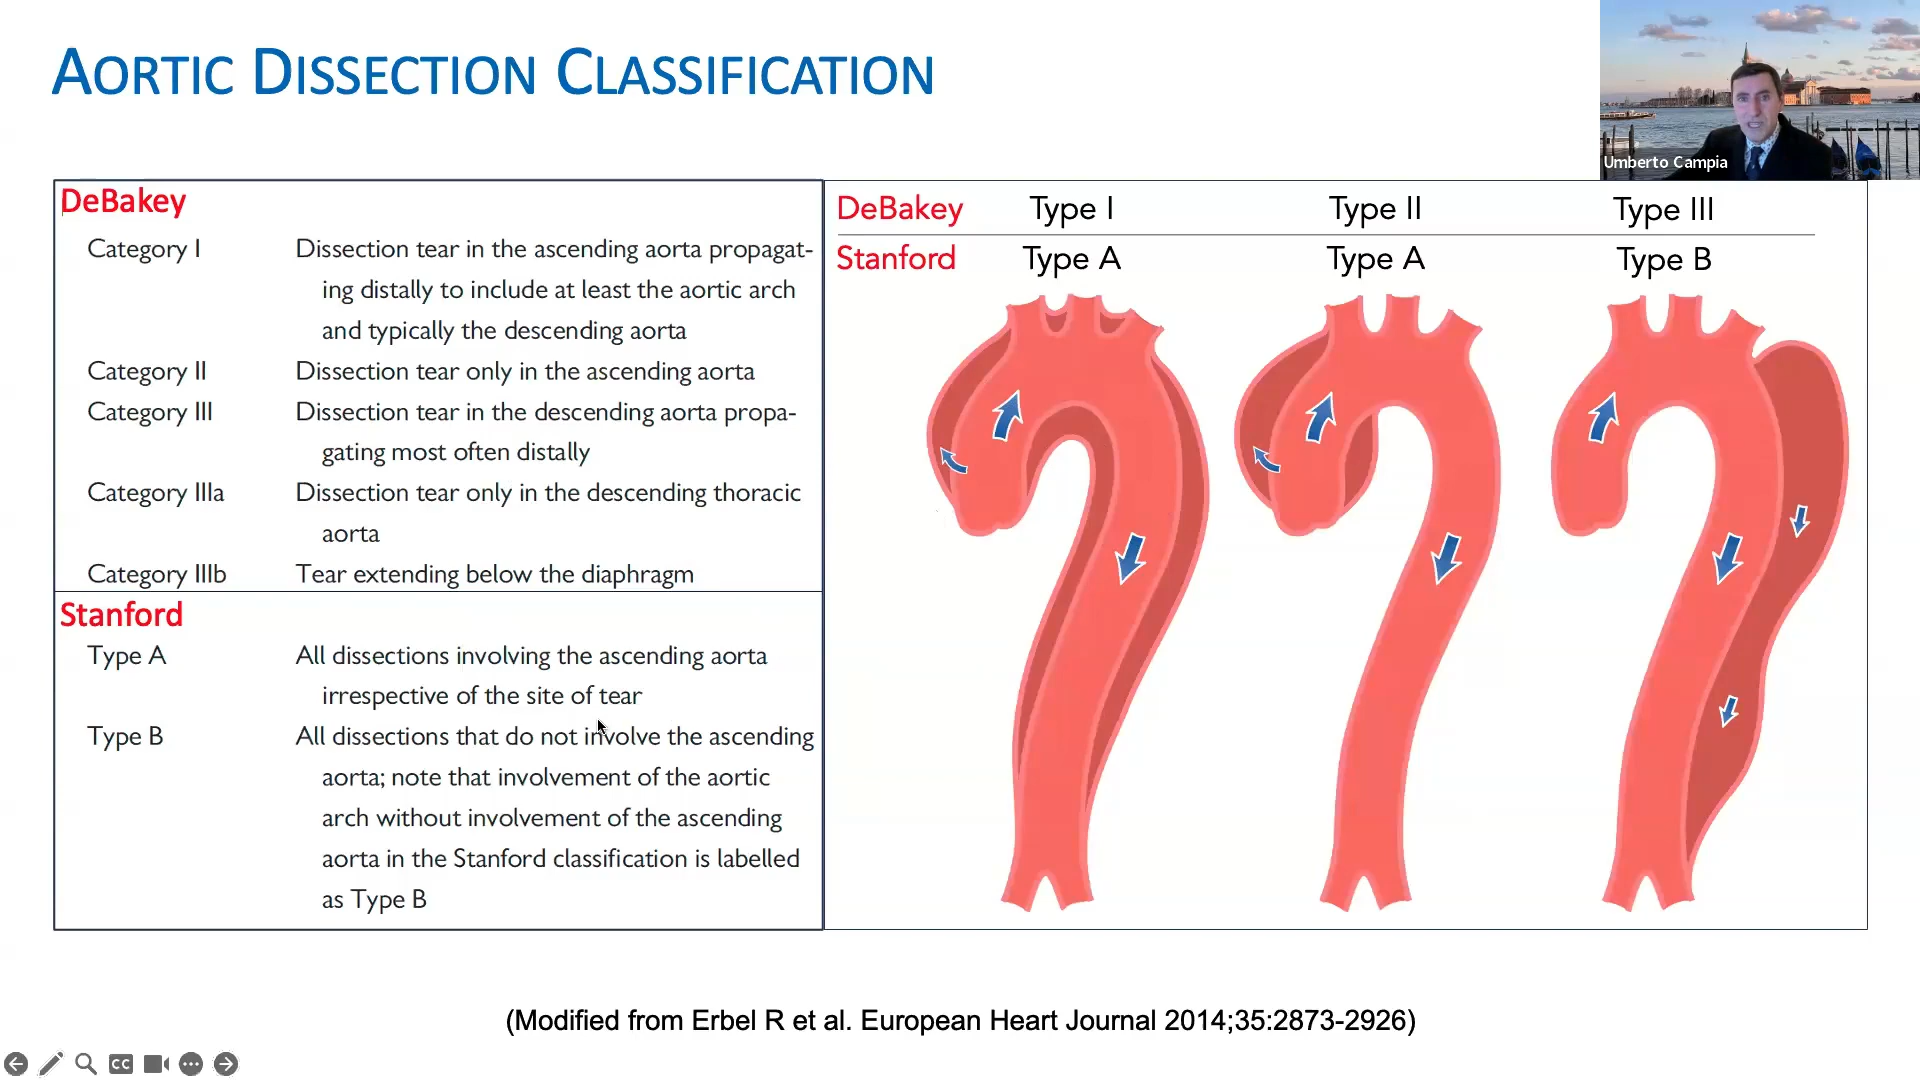 AORTIC DISSECTION CLASSIFICATION
Umberto Campia
DeBakey
Category I Dissection tear in the ascending aorta propagat-
ing distally to include at least the aortic arch
and typically the descending aorta
Category II Dissection tear only in the ascending aorta
Category III Dissection tear in the descending aorta propa-
gating most often distally
Category IIIa Dissection tear only in the descending thoracic
aorta
Category IIIb Tear extending below the diaphragm
Stanford
Type A All dissections involving the ascending aorta
irrespective of the site of tear
Type B All dissections that do not involve the ascending
aorta; note that involvement of the aortic
arch without involvement of the ascending
aorta in the Stanford classification is labelled
as Type B
DeBakey Type I Type II Type III
Stanford Type A Type A Type B
(Modified from Erbel R et al. European Heart Journal 2014;35:2873-2926)
CC